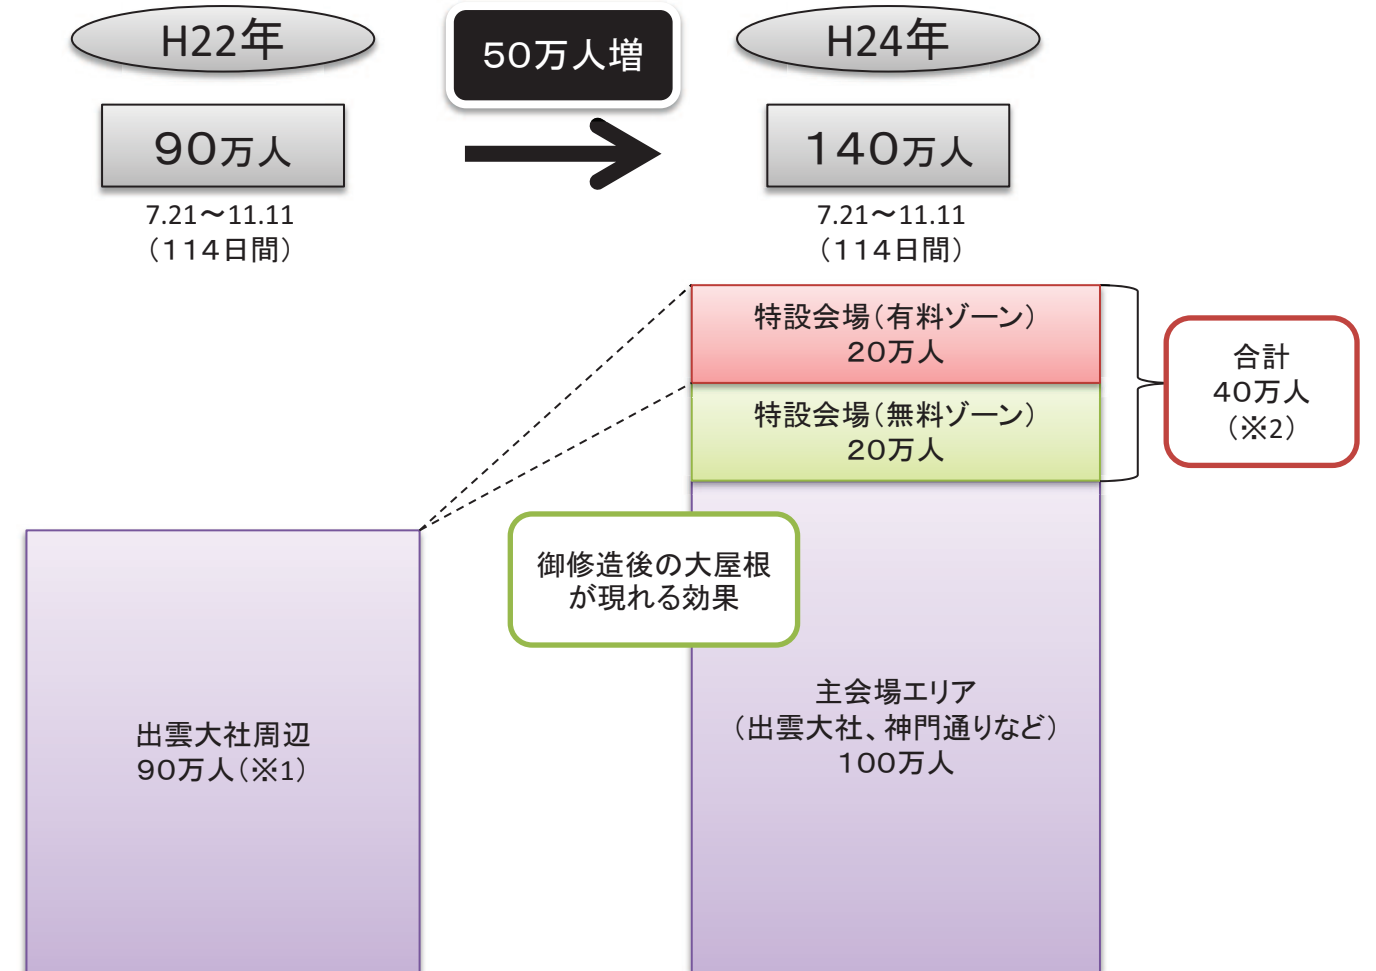 H22年
50万人増
H24年
90万人
140万人
7.21～11.11
（114日間）
7.21～11.11
（114日間）
特設会場（有料ゾーン）
20万人
特設会場（無料ゾーン）
20万人
合計
40万人
（※2）
御修造後の大屋根
が現れる効果
出雲大社周辺
90万人（※1）
主会場エリア
（出雲大社、神門通りなど）
100万人